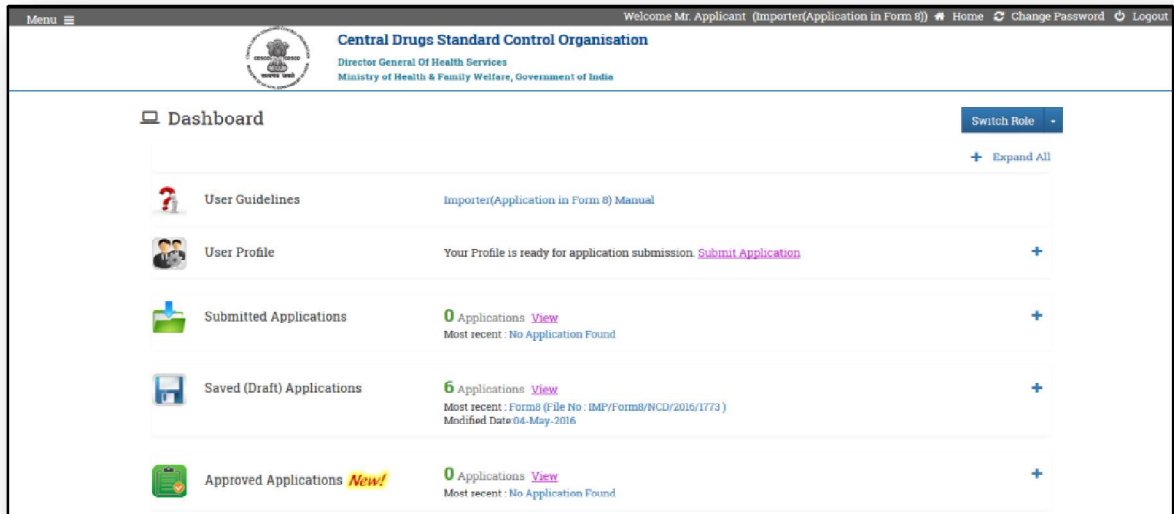 Menu
Welcome Mr. Applicant (Importer(Application in Form 8)) Home Change Password Logout
Central Drugs Standard Control Organisation
Director General Of Health Services
Ministry of Health & Family Welfare, Government of India
Dashboard
Switch Role
Expand All
User Guidelines
Importer(Application in Form 8) Manual
User Profile
Your Profile is ready for application submission. Submit Application
Submitted Applications
0 Applications View
Most recent : No Application Found
Saved (Draft) Applications
6 Applications View
Most recent : Form8 (File No : IMP/Form8/NCD/2016/1773 )
Modified Date:04-May-2016
Approved Applications New!
0 Applications View
Most recent : No Application Found